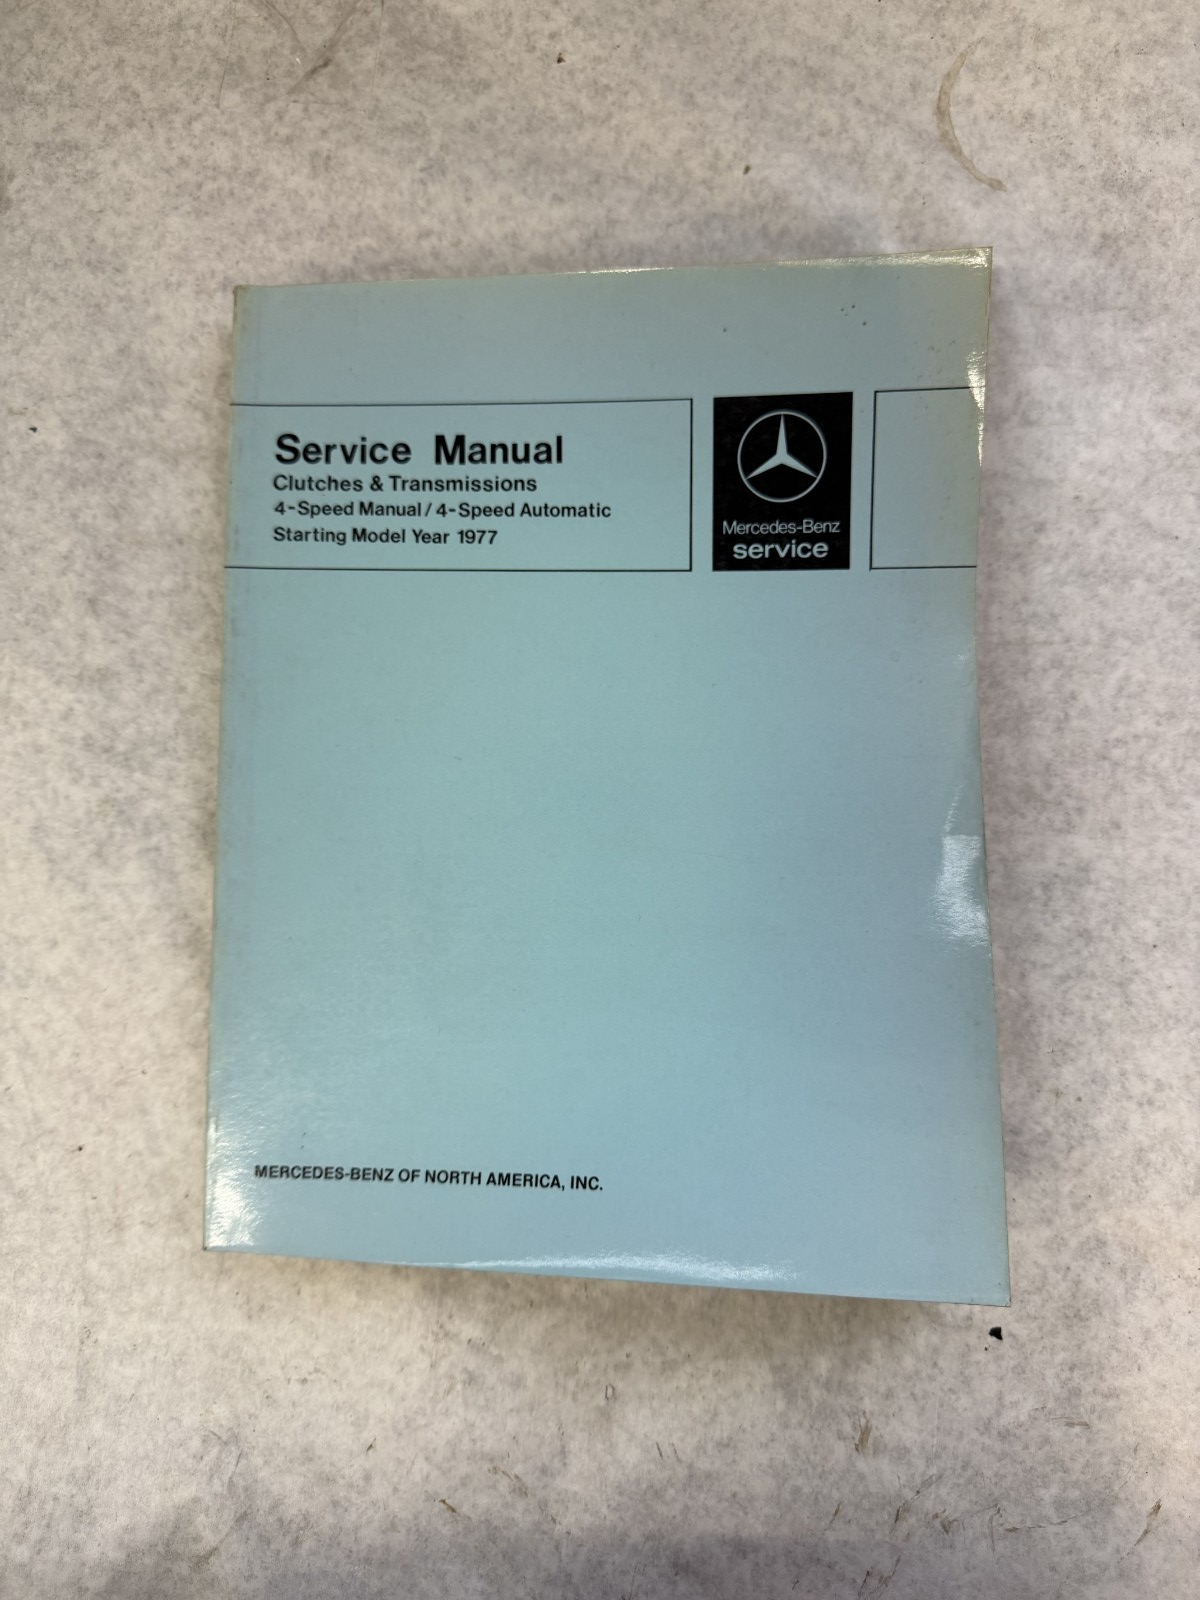 Service Manual
Clutches & Transmissions
4-Speed Manual/4-Speed Automatic
Starting Model Year 1977
Mercedes-Benz
service
MERCEDES-BENZ OF NORTH AMERICA, INC.